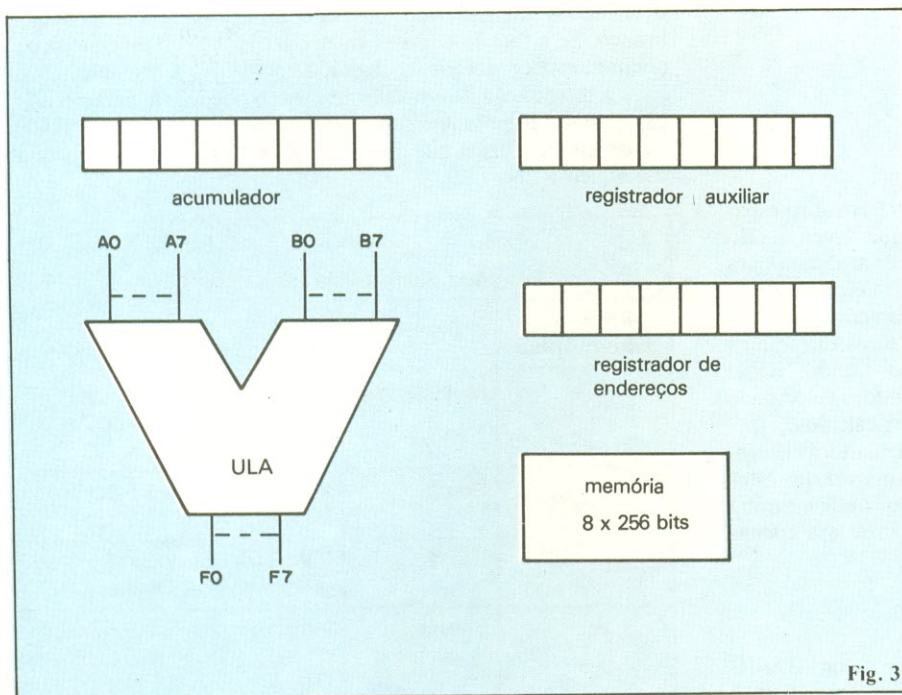 acumulador
registrador auxiliar
A0 A7 B0 B7
registrador de
endereços
ULA
memória
8 x 256 bits
F0 F7
Fig. 3